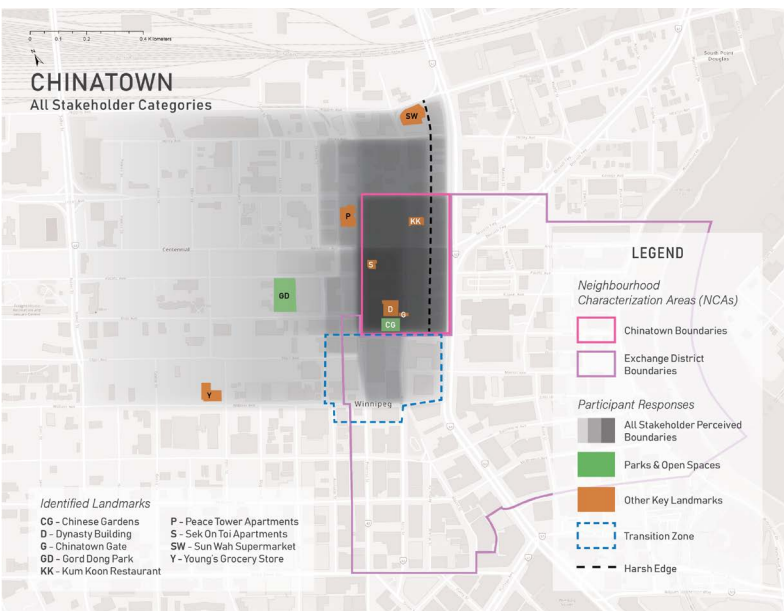 0 0.1 0.2 0.4 Kilometers
N
CHINATOWN
All Stakeholder Categories
South Point
Douglas
SW
P
KK
Centennial
S
GD
D
G
CG
Y
Winnipeg
LEGEND
Neighbourhood
Characterization Areas (NCAs)
Chinatown Boundaries
Exchange District
Boundaries
Participant Responses
All Stakeholder Perceived
Boundaries
Parks & Open Spaces
Other Key Landmarks
Transition Zone
Harsh Edge
Identified Landmarks
CG - Chinese Gardens
D - Dynasty Building
G - Chinatown Gate
GD - Gord Dong Park
KK - Kum Koon Restaurant
P - Peace Tower Apartments
S - Sek On Toi Apartments
SW - Sun Wah Supermarket
Y - Young's Grocery Store